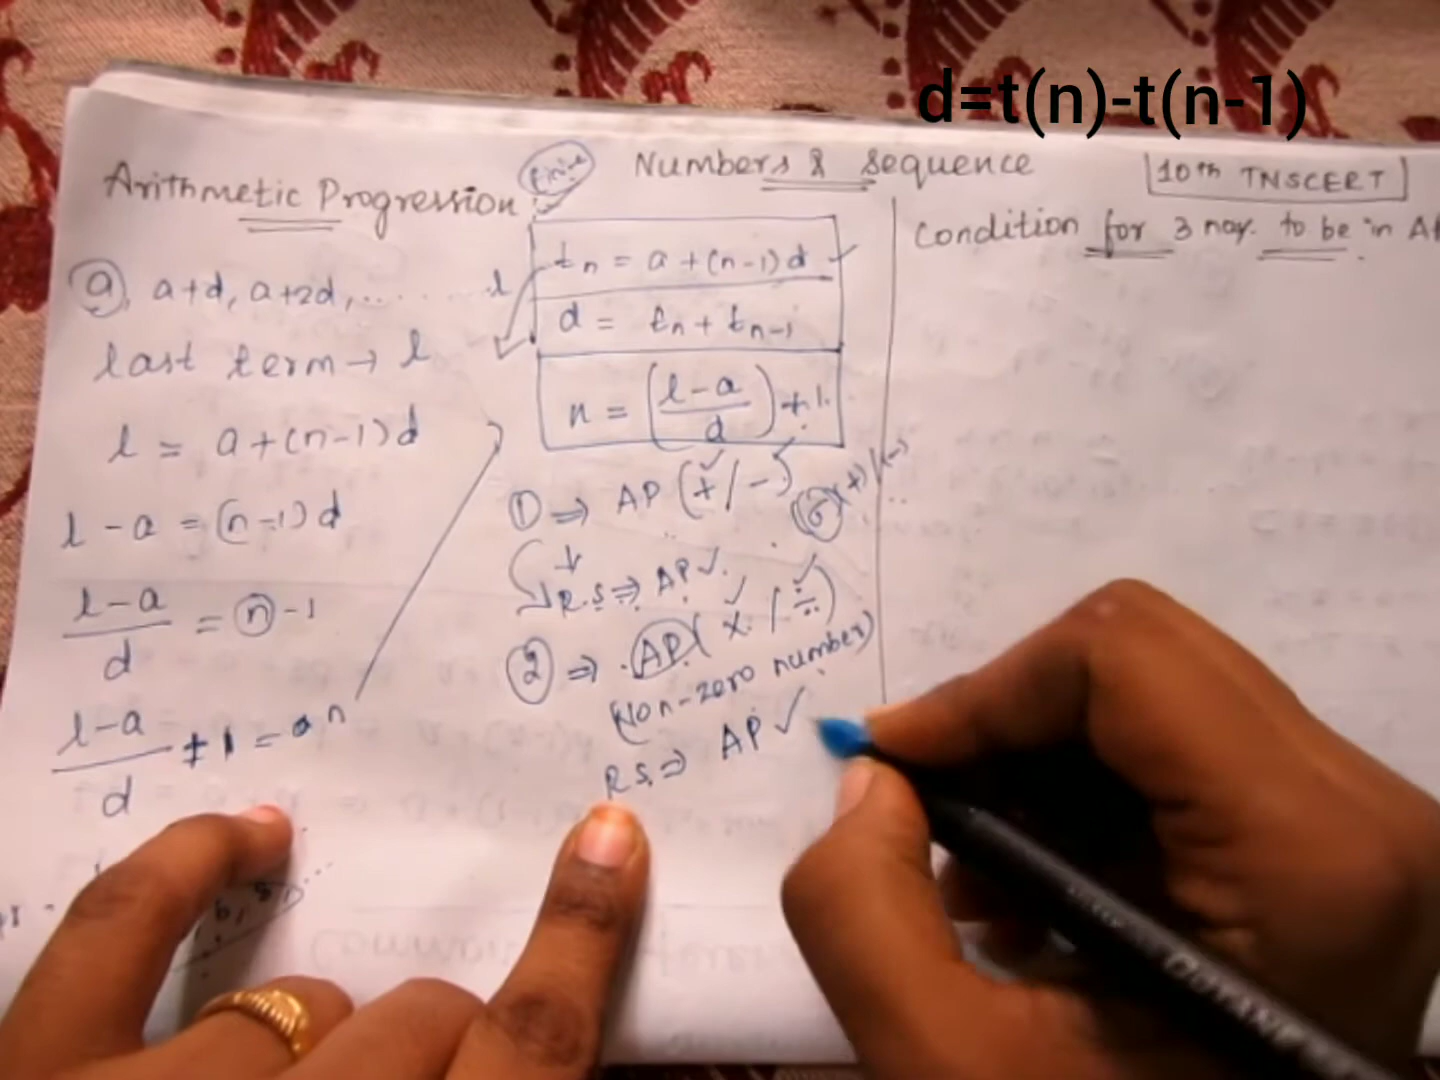 d=t(n)-t(n-1)
Numbers & sequence
10th TNSCERT
Arithmetic Progression
Finite
a, a+d, a+2d, ....... l
last term → l
l = a+(n-1)d
l - a = (n-1)d
l-a/d = n-1
l-a/d + 1 = n
tn = a+(n-1)d
d = tn + tn-1
n = (l-a/d)+1.
① ⇒ AP (+/-)
R.S ⇒ AP ✓.
② ⇒ AP (x / ÷)
(Non-zero number)
R.S. ⇒ AP ✓
Condition for 3 nos. to be in